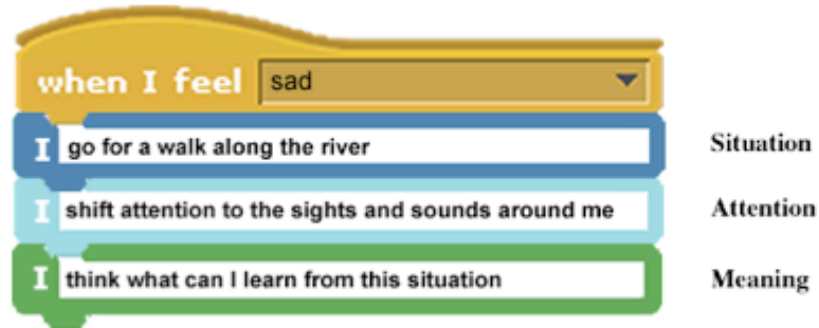 when I feel sad
I go for a walk along the river Situation
I shift attention to the sights and sounds around me Attention
I think what can I learn from this situation Meaning